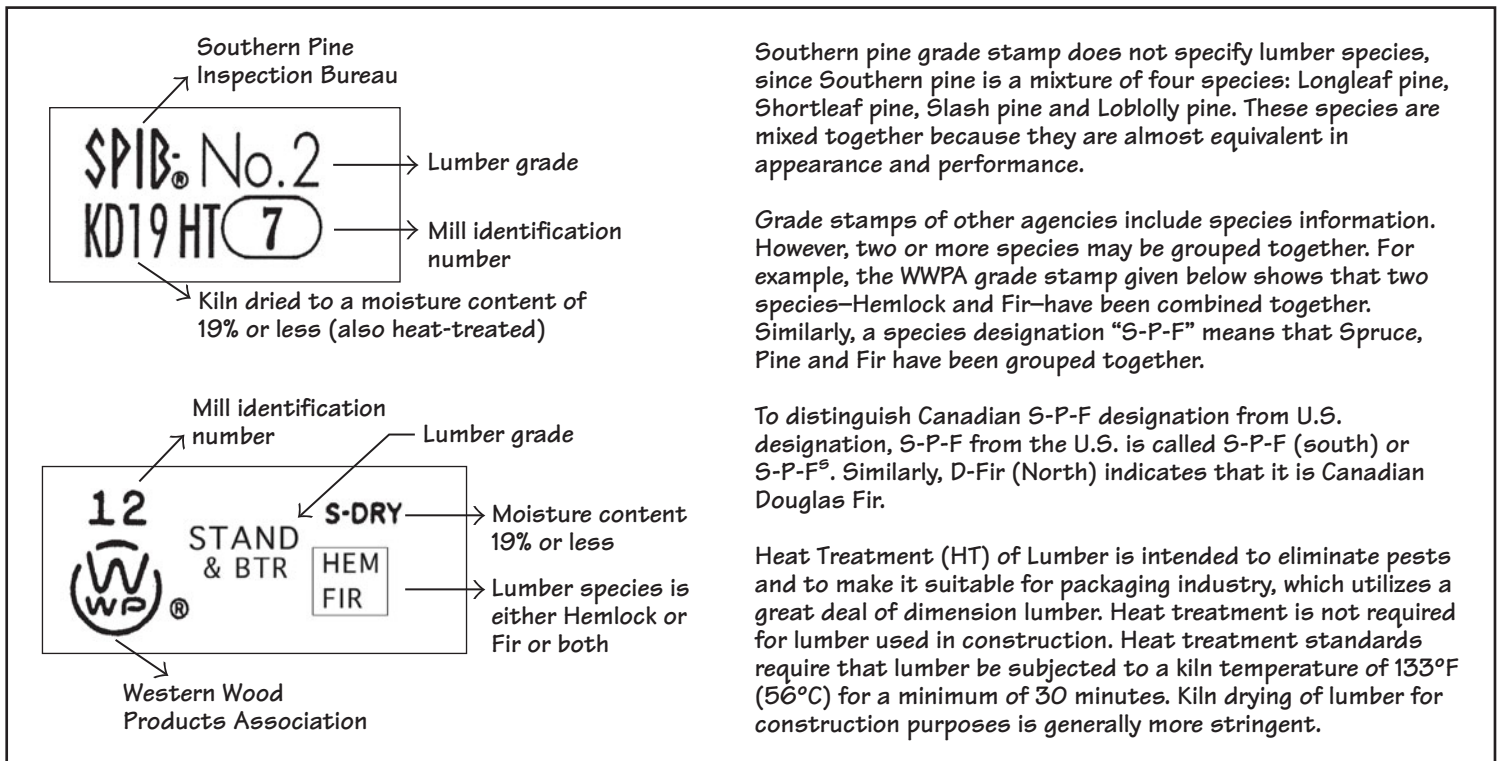 Southern Pine
Inspection Bureau
SPIB® No.2
Lumber grade
KD19 HT 7
Mill identification
number
Kiln dried to a moisture content of
19% or less (also heat-treated)
Mill identification
number
Lumber grade
12
STAND
& BTR
S-DRY
Moisture content
19% or less
HEM
FIR
W
WP
®
Lumber species is
either Hemlock or
Fir or both
Western Wood
Products Association
Southern pine grade stamp does not specify lumber species,
since Southern pine is a mixture of four species: Longleaf pine,
Shortleaf pine, Slash pine and Loblolly pine. These species are
mixed together because they are almost equivalent in
appearance and performance.
Grade stamps of other agencies include species information.
However, two or more species may be grouped together. For
example, the WWPA grade stamp given below shows that two
species–Hemlock and Fir–have been combined together.
Similarly, a species designation “S-P-F” means that Spruce,
Pine and Fir have been grouped together.
To distinguish Canadian S-P-F designation from U.S.
designation, S-P-F from the U.S. is called S-P-F (south) or
S-P-Fˢ. Similarly, D-Fir (North) indicates that it is Canadian
Douglas Fir.
Heat Treatment (HT) of Lumber is intended to eliminate pests
and to make it suitable for packaging industry, which utilizes a
great deal of dimension lumber. Heat treatment is not required
for lumber used in construction. Heat treatment standards
require that lumber be subjected to a kiln temperature of 133°F
(56°C) for a minimum of 30 minutes. Kiln drying of lumber for
construction purposes is generally more stringent.